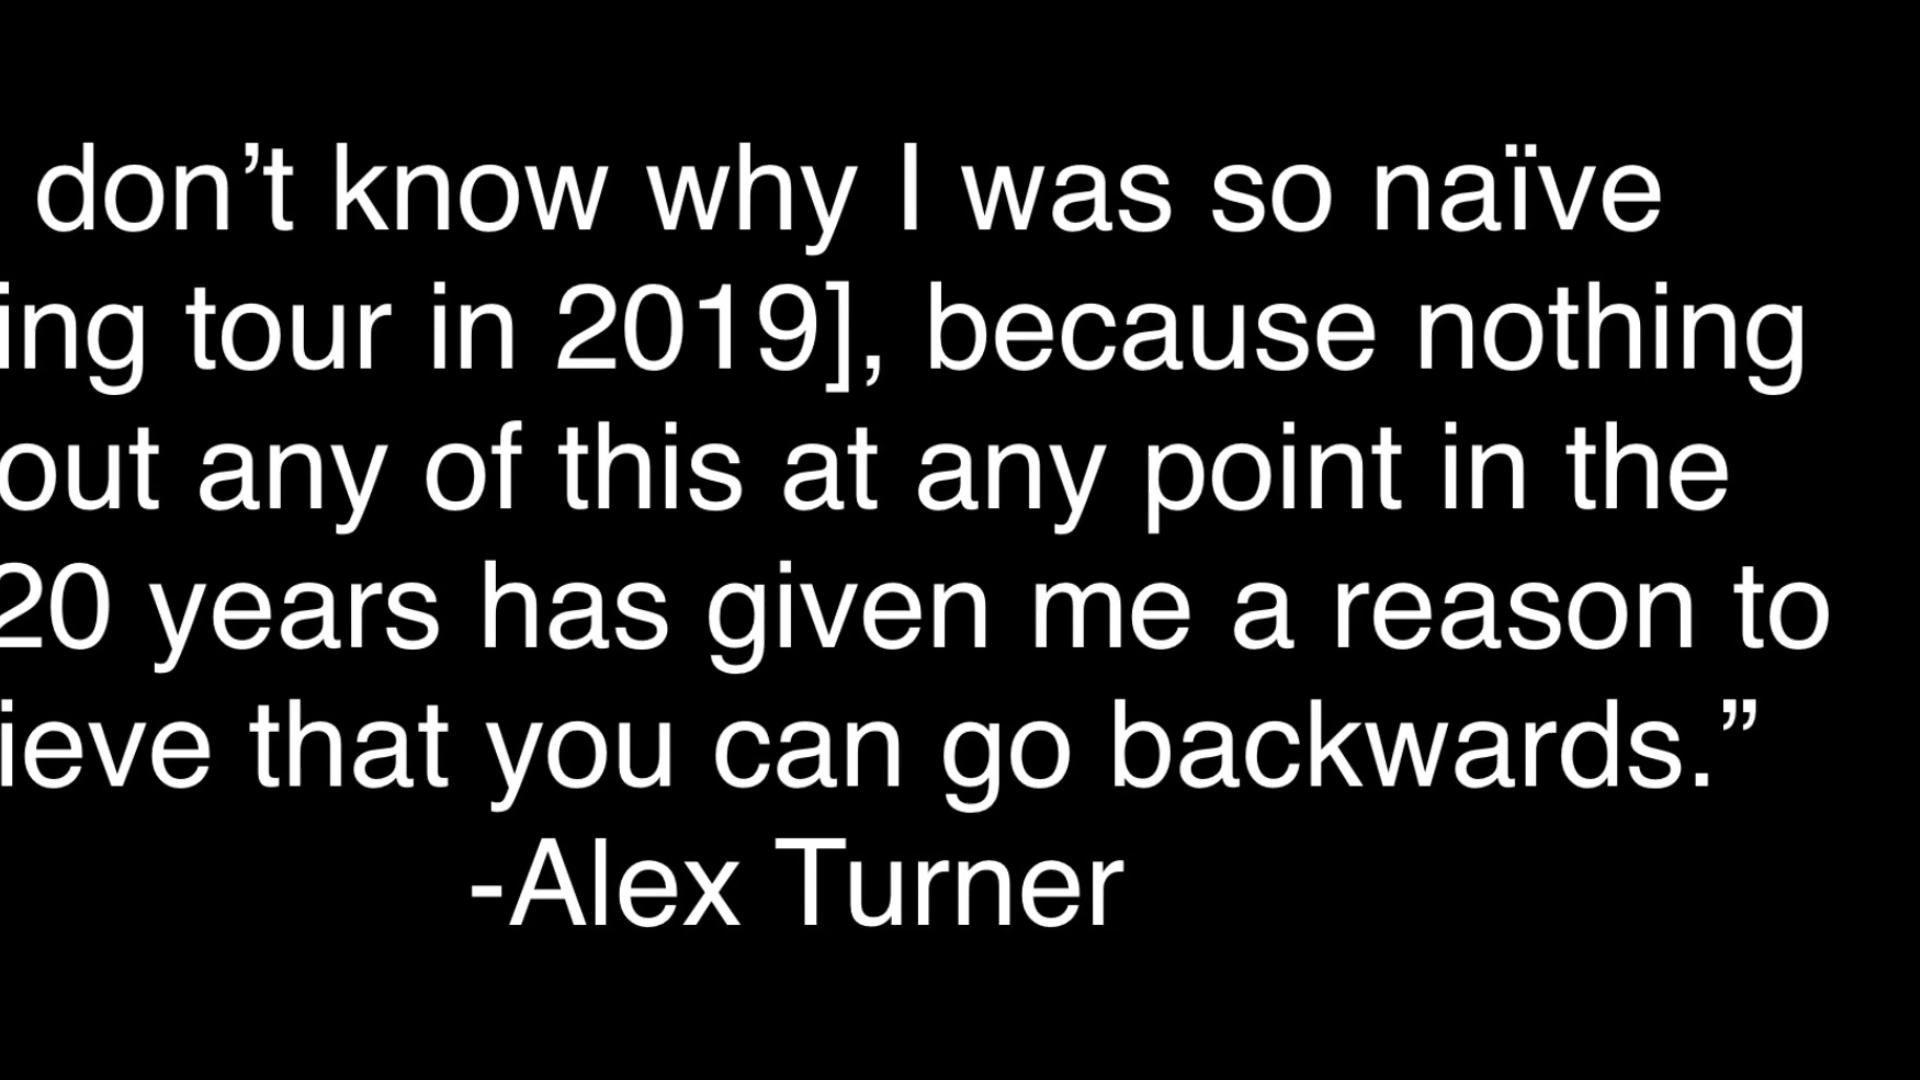 don’t know why I was so naïve
ing tour in 2019], because nothing
out any of this at any point in the
20 years has given me a reason to
ieve that you can go backwards.”
-Alex Turner